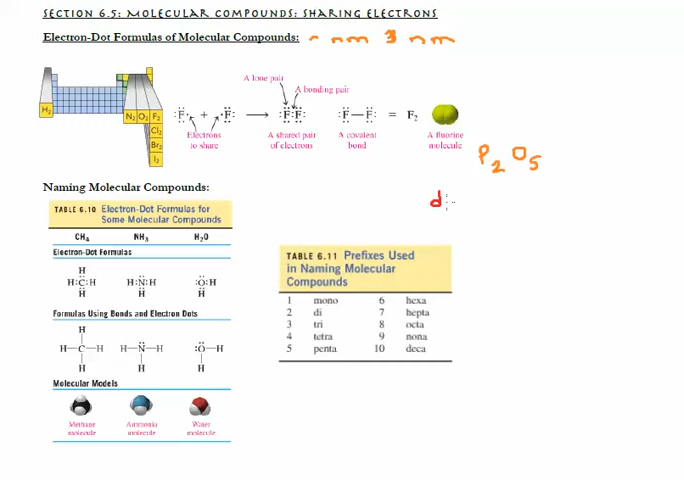 SECTION 6.5: MOLECULAR COMPOUNDS: SHARING ELECTRONS
Electron-Dot Formulas of Molecular Compounds:
nm 3 nm
A lone pair
A bonding pair
H₂
N₂ O₂ F₂
Cl₂
Br₂
I₂
:F· + ·F: → :F:F: :F—F: = F₂
Electrons to share
A shared pair of electrons
A covalent bond
A fluorine molecule
P₂O₅
di
Naming Molecular Compounds:
TABLE 6.10 Electron-Dot Formulas for
Some Molecular Compounds
CH₄ NH₃ H₂O
Electron-Dot Formulas
H
H:C:H H:N:H :O:H
H H H
Formulas Using Bonds and Electron Dots
H
H—C—H H—N—H :O—H
H H H
Molecular Models
Methane molecule
Ammonia molecule
Water molecule
TABLE 6.11 Prefixes Used
in Naming Molecular
Compounds
1 mono 6 hexa
2 di 7 hepta
3 tri 8 octa
4 tetra 9 nona
5 penta 10 deca